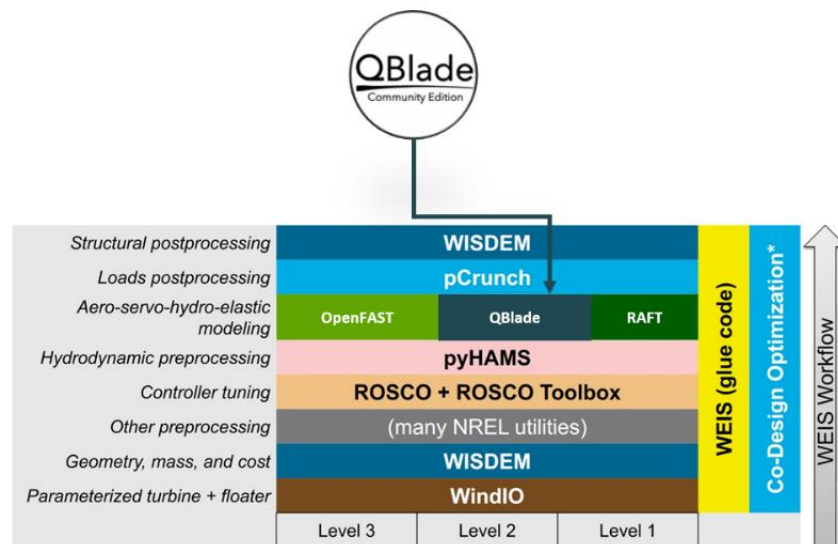 QBlade
Community Edition
Structural postprocessing
WISDEM
Loads postprocessing
pCrunch
Aero-servo-hydro-elastic
modeling
OpenFAST
QBlade
RAFT
Hydrodynamic preprocessing
pyHAMS
Controller tuning
ROSCO + ROSCO Toolbox
Other preprocessing
(many NREL utilities)
Geometry, mass, and cost
WISDEM
Parameterized turbine + floater
WindIO
Level 3
Level 2
Level 1
WEIS (glue code)
Co-Design Optimization*
WEIS Workflow